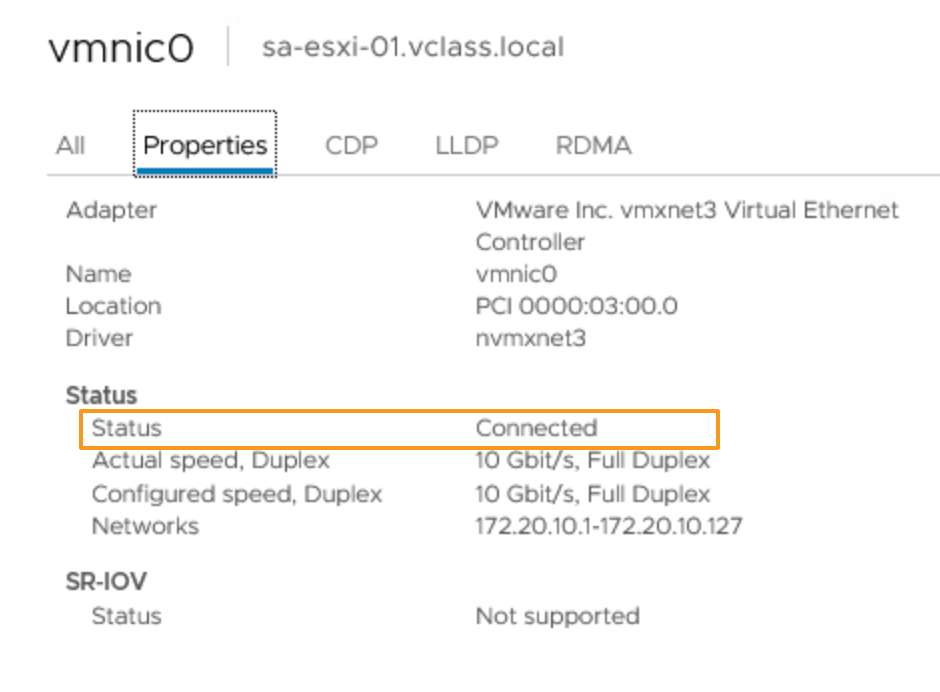 vmnic0 sa-esxi-01.vclass.local
All Properties CDP LLDP RDMA
Adapter VMware Inc. vmxnet3 Virtual Ethernet
Controller
Name vmnic0
Location PCI 0000:03:00.0
Driver nvmxnet3
Status
Status Connected
Actual speed, Duplex 10 Gbit/s, Full Duplex
Configured speed, Duplex 10 Gbit/s, Full Duplex
Networks 172.20.10.1-172.20.10.127
SR-IOV
Status Not supported